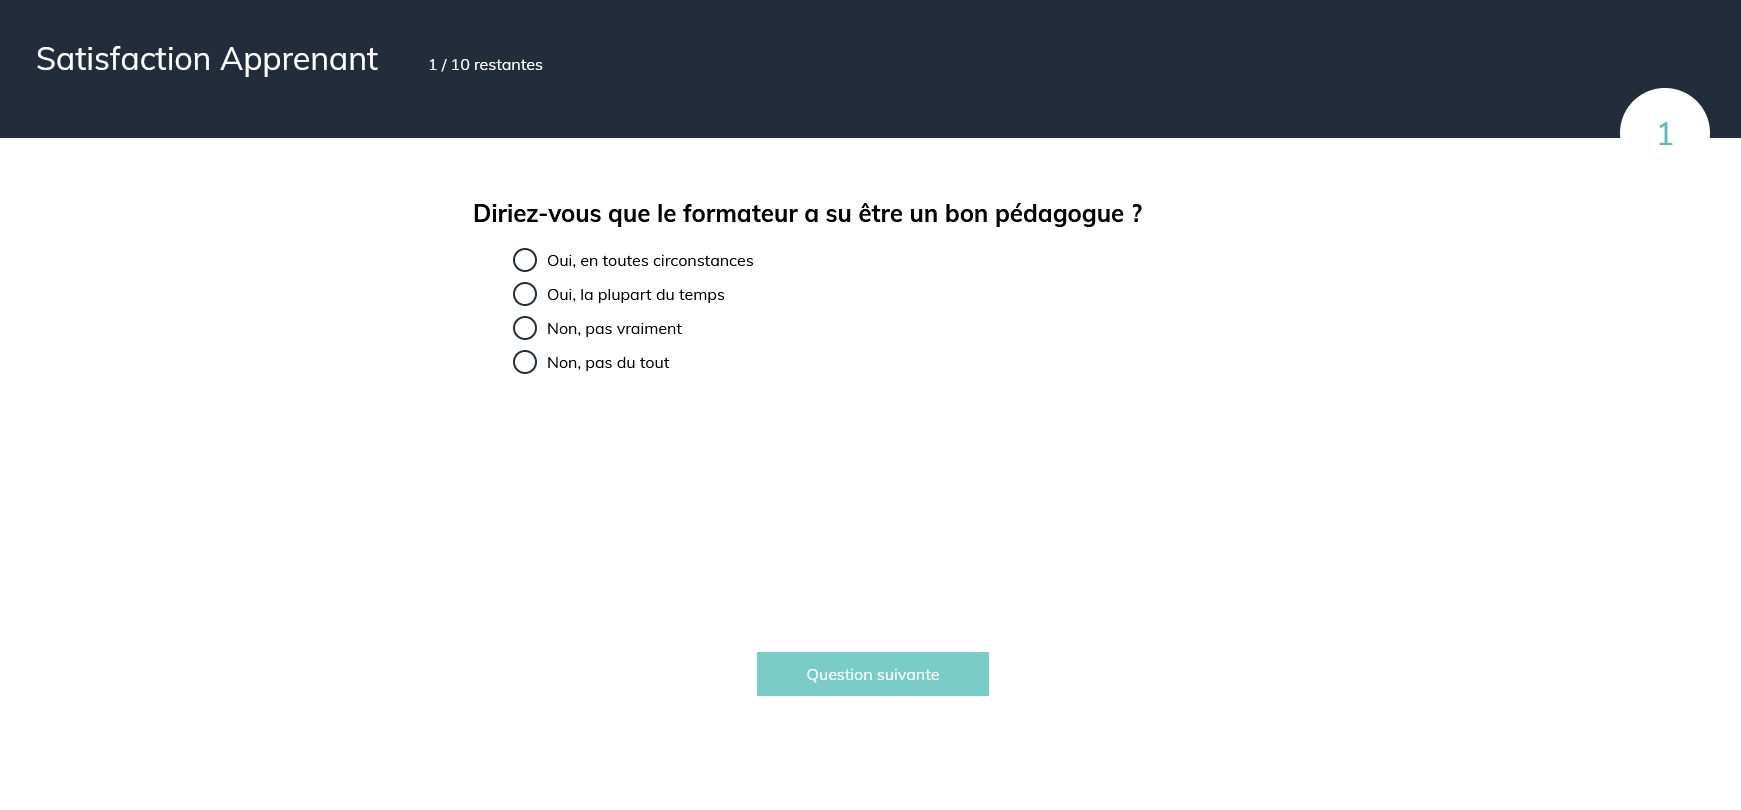 Satisfaction Apprenant
1 / 10 restantes
1
Diriez-vous que le formateur a su être un bon pédagogue ?
Oui, en toutes circonstances
Oui, la plupart du temps
Non, pas vraiment
Non, pas du tout
Question suivante